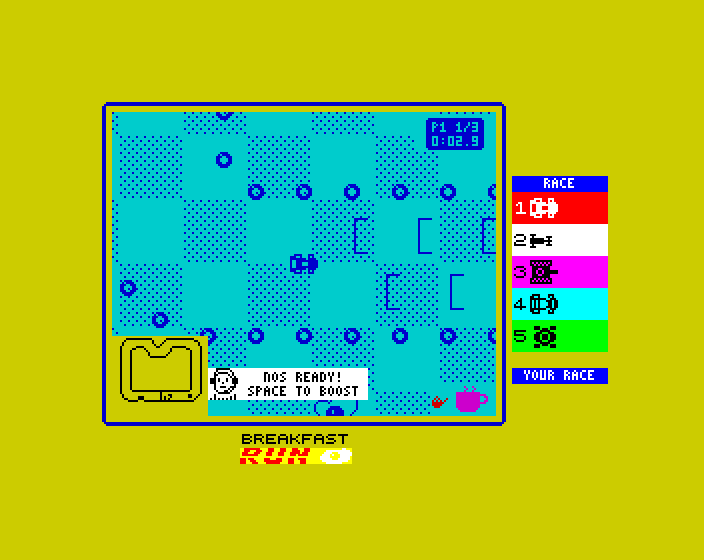 P1 1/3
0:02.9
RACE
1
2
3
4
5
YOUR RACE
NOS READY!
SPACE TO BOOST
BREAKFAST
RUN